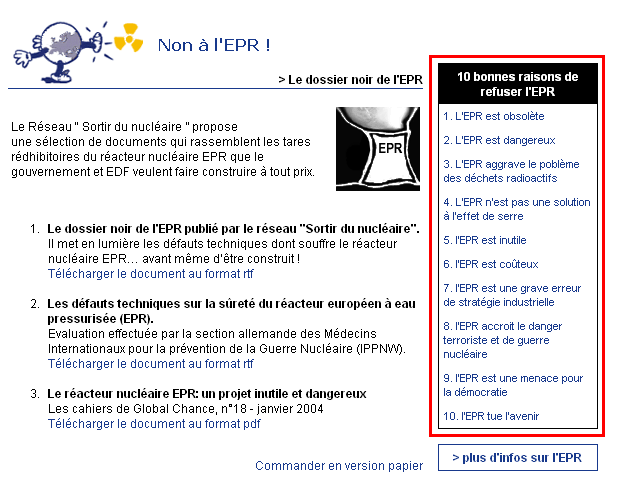 Non à l'EPR !
> Le dossier noir de l'EPR
Le Réseau " Sortir du nucléaire " propose
une sélection de documents qui rassemblent les tares
rédhibitoires du réacteur nucléaire EPR que le
gouvernement et EDF veulent faire construire à tout prix.
EPR
1. Le dossier noir de l'EPR publié par le réseau "Sortir du nucléaire".
Il met en lumière les défauts techniques dont souffre le réacteur
nucléaire EPR... avant même d'être construit !
Télécharger le document au format rtf
2. Les défauts techniques sur la sûreté du réacteur européen à eau
pressurisée (EPR).
Evaluation effectuée par la section allemande des Médecins
Internationaux pour la prévention de la Guerre Nucléaire (IPPNW).
Télécharger le document au format rtf
3. Le réacteur nucléaire EPR: un projet inutile et dangereux
Les cahiers de Global Chance, n°18 - janvier 2004
Télécharger le document au format pdf
Commander en version papier
10 bonnes raisons de
refuser l'EPR
1. L'EPR est obsolète
2. L'EPR est dangereux
3. L'EPR aggrave le poblème
des déchets radioactifs
4. L'EPR n'est pas une solution
à l'effet de serre
5. l'EPR est inutile
6. l'EPR est coûteux
7. l'EPR est une grave erreur
de stratégie industrielle
8. l'EPR accroit le danger
terroriste et de guerre
nucléaire
9. l'EPR est une menace pour
la démocratie
10. l'EPR tue l'avenir
> plus d'infos sur l'EPR